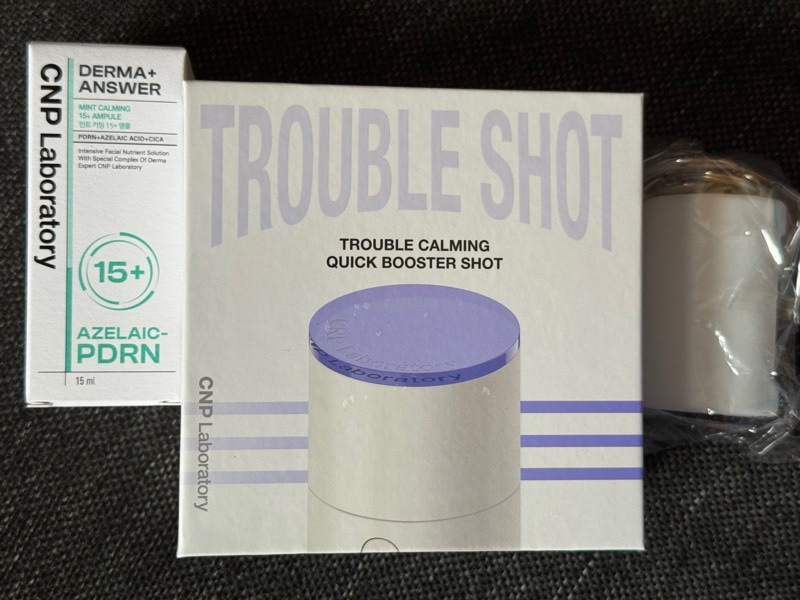 CNP Laboratory
DERMA+
ANSWER
MINT CALMING
15+ AMPULE
민트 카밍 15+ 앰플
PDRN+AZELAIC ACID+CICA
Intensive Facial Nutrient Solution
With Special Complex Of Derma
Expert CNP Laboratory
15+
AZELAIC-
PDRN
15 ml
TROUBLE SHOT
TROUBLE CALMING
QUICK BOOSTER SHOT
CNP Laboratory
CNP Laboratory
CNP Laboratory